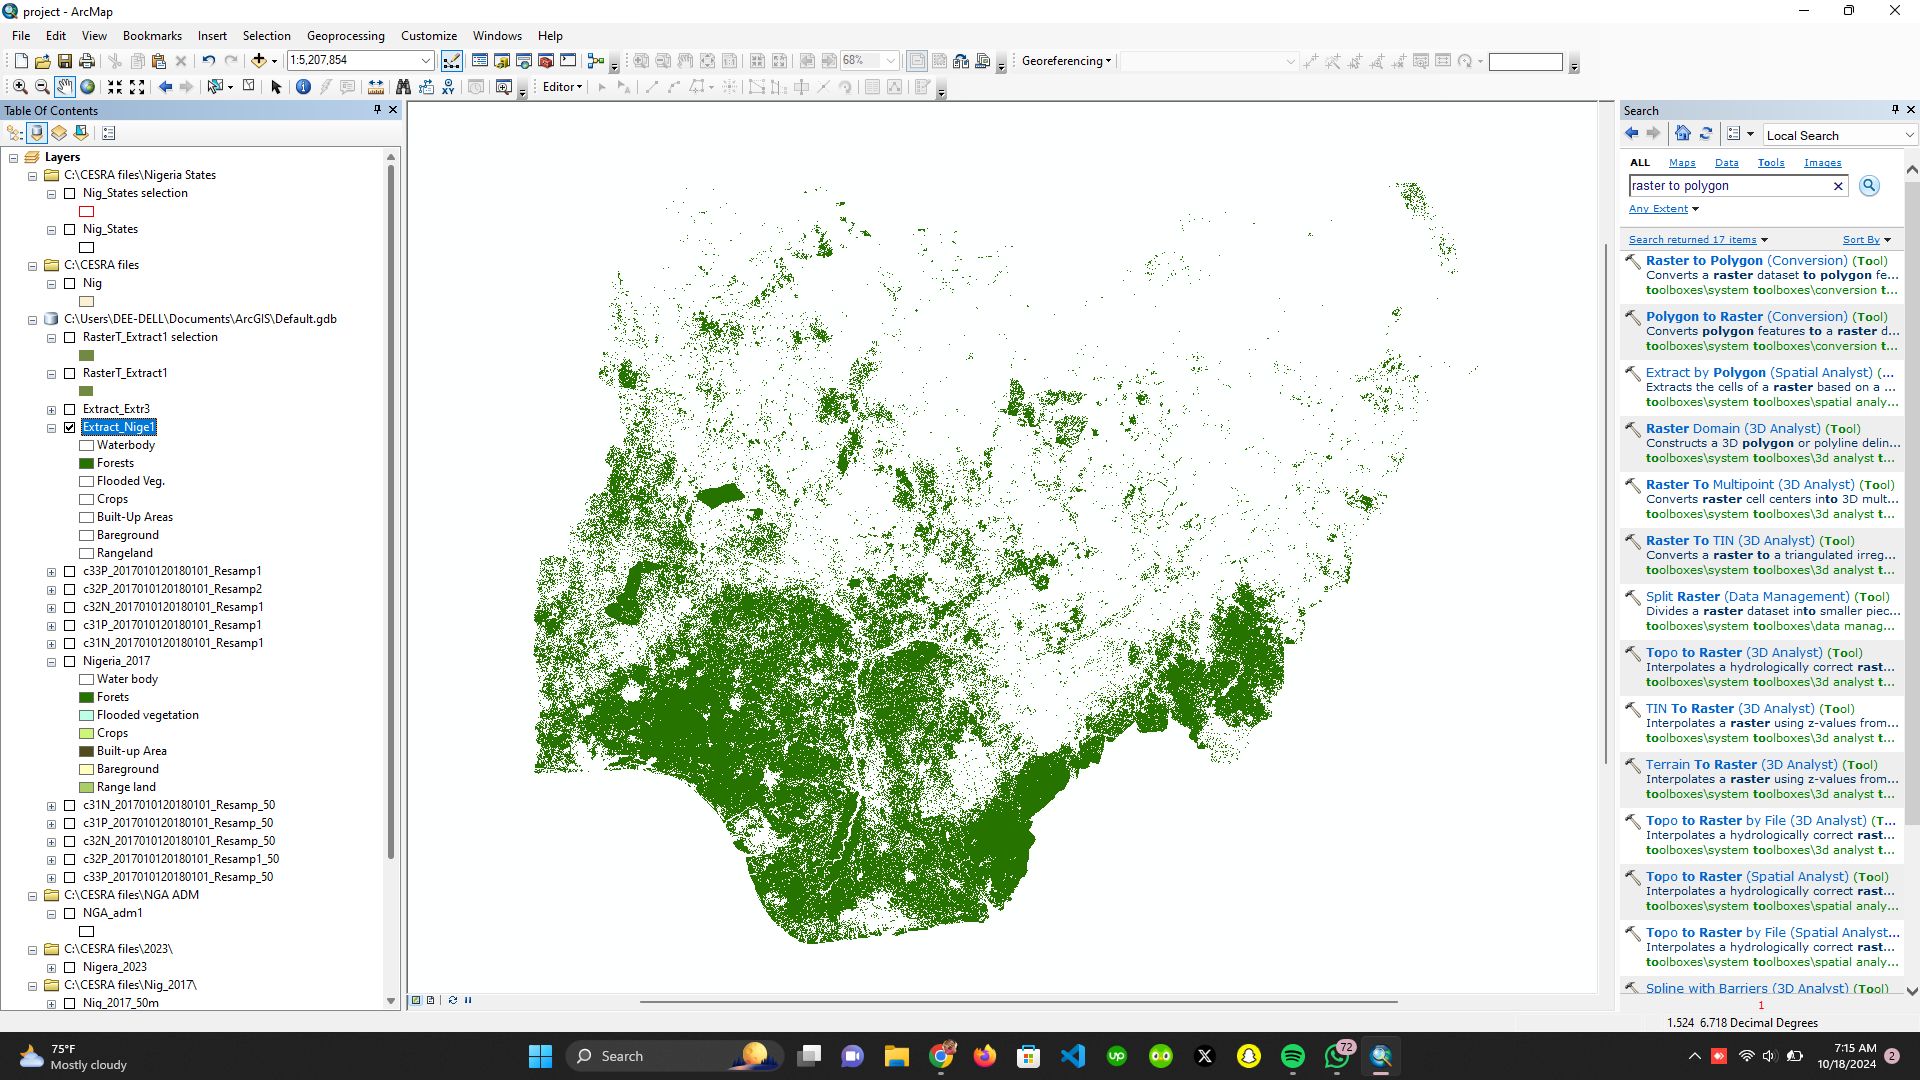 project - ArcMap
File Edit View Bookmarks Insert Selection Geoprocessing Customize Windows Help
1:5,207,854
68%
Georeferencing
Editor
Table Of Contents
Layers
C:\CESRA files\Nigeria States
Nig_States selection
Nig_States
C:\CESRA files
Nig
C:\Users\DEE-DELL\Documents\ArcGIS\Default.gdb
RasterT_Extract1 selection
RasterT_Extract1
Extract_Extr3
Extract_Nige1
Waterbody
Forests
Flooded Veg.
Crops
Built-Up Areas
Bareground
Rangeland
c33P_20170101​20180101_Resamp1
c32P_2017010120180101_Resamp2
c32N_2017010120180101_Resamp1
c31P_2017010120180101_Resamp1
c31N_2017010120180101_Resamp1
Nigeria_2017
Water body
Forets
Flooded vegetation
Crops
Built-up Area
Bareground
Range land
c31N_2017010120180101_Resamp_50
c31P_2017010120180101_Resamp_50
c32N_2017010120180101_Resamp_50
c32P_2017010120180101_Resamp1_50
c33P_2017010120180101_Resamp_50
C:\CESRA files\NGA ADM
NGA_adm1
C:\CESRA files\2023\
Nigera_2023
C:\CESRA files\Nig_2017\
Nig_2017_50m
Search
Local Search
ALL Maps Data Tools Images
raster to polygon
Any Extent
Search returned 17 items Sort By
Raster to Polygon (Conversion) (Tool)
Converts a raster dataset to polygon fe...
toolboxes\system toolboxes\conversion t...
Polygon to Raster (Conversion) (Tool)
Converts polygon features to a raster d...
toolboxes\system toolboxes\conversion t...
Extract by Polygon (Spatial Analyst) (...
Extracts the cells of a raster based on a ...
toolboxes\system toolboxes\spatial analy...
Raster Domain (3D Analyst) (Tool)
Constructs a 3D polygon or polyline delin...
toolboxes\system toolboxes\3d analyst t...
Raster To Multipoint (3D Analyst) (Tool)
Converts raster cell centers into 3D mult...
toolboxes\system toolboxes\3d analyst t...
Raster To TIN (3D Analyst) (Tool)
Converts a raster to a triangulated irreg...
toolboxes\system toolboxes\3d analyst t...
Split Raster (Data Management) (Tool)
Divides a raster dataset into smaller piec...
toolboxes\system toolboxes\data manag...
Topo to Raster (3D Analyst) (Tool)
Interpolates a hydrologically correct rast...
toolboxes\system toolboxes\3d analyst t...
TIN To Raster (3D Analyst) (Tool)
Interpolates a raster using z-values from...
toolboxes\system toolboxes\3d analyst t...
Terrain To Raster (3D Analyst) (Tool)
Interpolates a raster using z-values from...
toolboxes\system toolboxes\3d analyst t...
Topo to Raster by File (3D Analyst) (T...
Interpolates a hydrologically correct rast...
toolboxes\system toolboxes\3d analyst t...
Topo to Raster (Spatial Analyst) (Tool)
Interpolates a hydrologically correct rast...
toolboxes\system toolboxes\spatial analy...
Topo to Raster by File (Spatial Analyst...
Interpolates a hydrologically correct rast...
toolboxes\system toolboxes\spatial analy...
Spline with Barriers (3D Analyst) (Tool)
1
1.524 6.718 Decimal Degrees
75°F
Mostly cloudy
Search
up
72
7:15 AM
10/18/2024
2